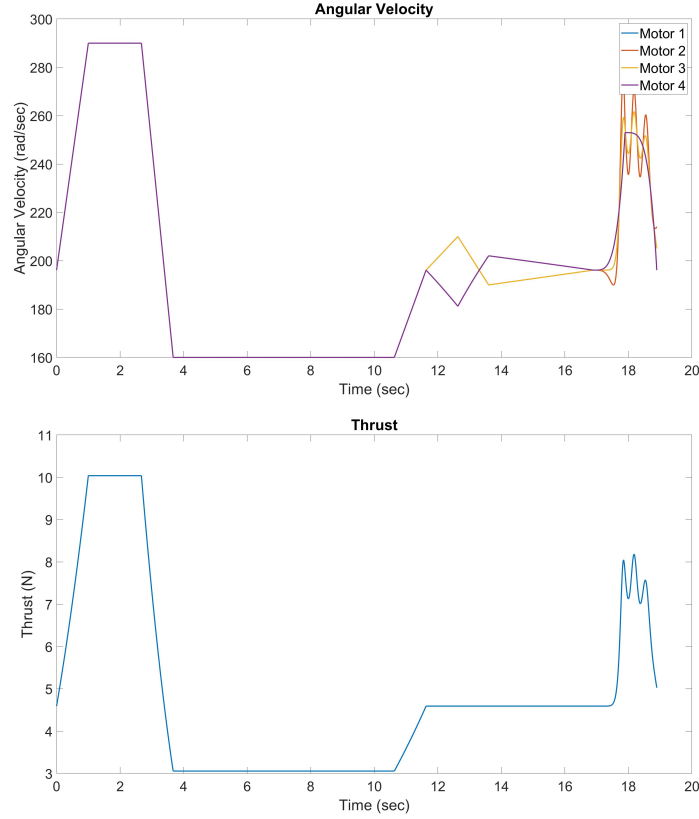 Angular Velocity
300
280
260
240
220
200
180
160
Angular Velocity (rad/sec)
Motor 1
Motor 2
Motor 3
Motor 4
0 2 4 6 8 10 12 14 16 18 20
Time (sec)
Thrust
11
10
9
8
7
6
5
4
3
Thrust (N)
0 2 4 6 8 10 12 14 16 18 20
Time (sec)